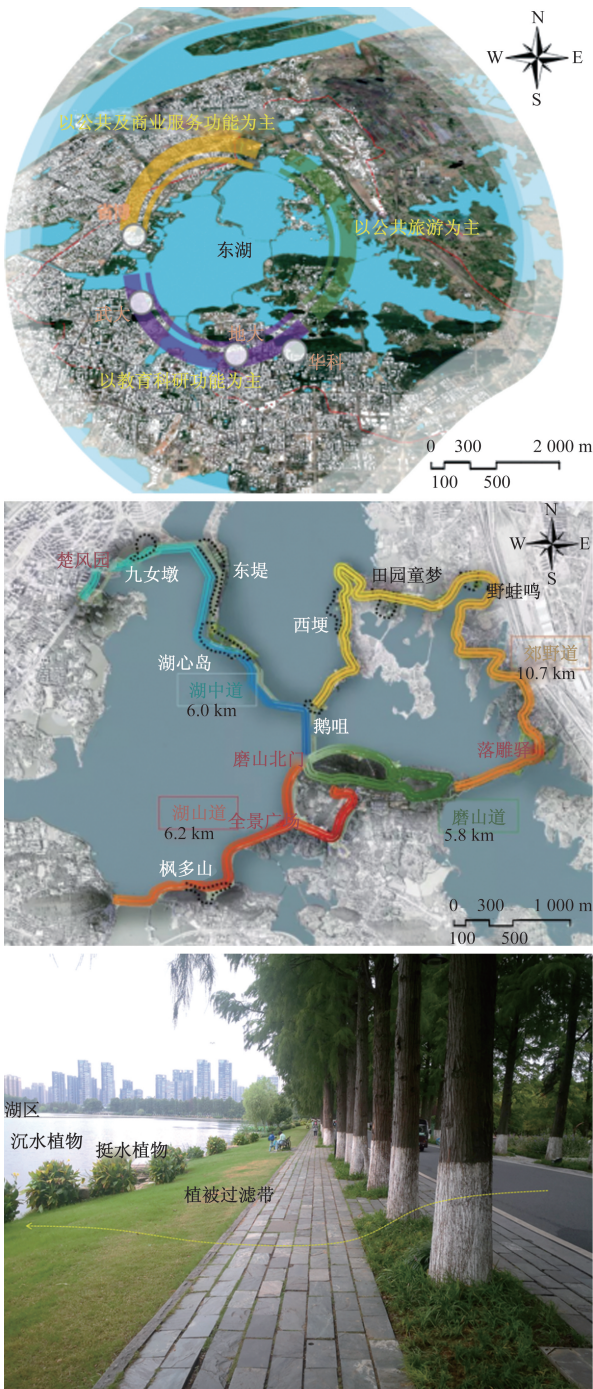 N
W E
S
以公共及商业服务功能为主
以公共旅游为主
东湖
地大
华科
以教育科研功能为主
0 300 2 000 m
100 500
N
W E
S
楚风园
九女墩
东堤
田园童梦
野蛙鸣
西埂
郊野道
10.7 km
湖心岛
湖中道
6.0 km
鹅咀
落雁驿
磨山北门
湖山道
6.2 km
全景广
磨山道
5.8 km
枫多山
0 300 1 000 m
100 500
湖区
沉水植物
挺水植物
植被过滤带